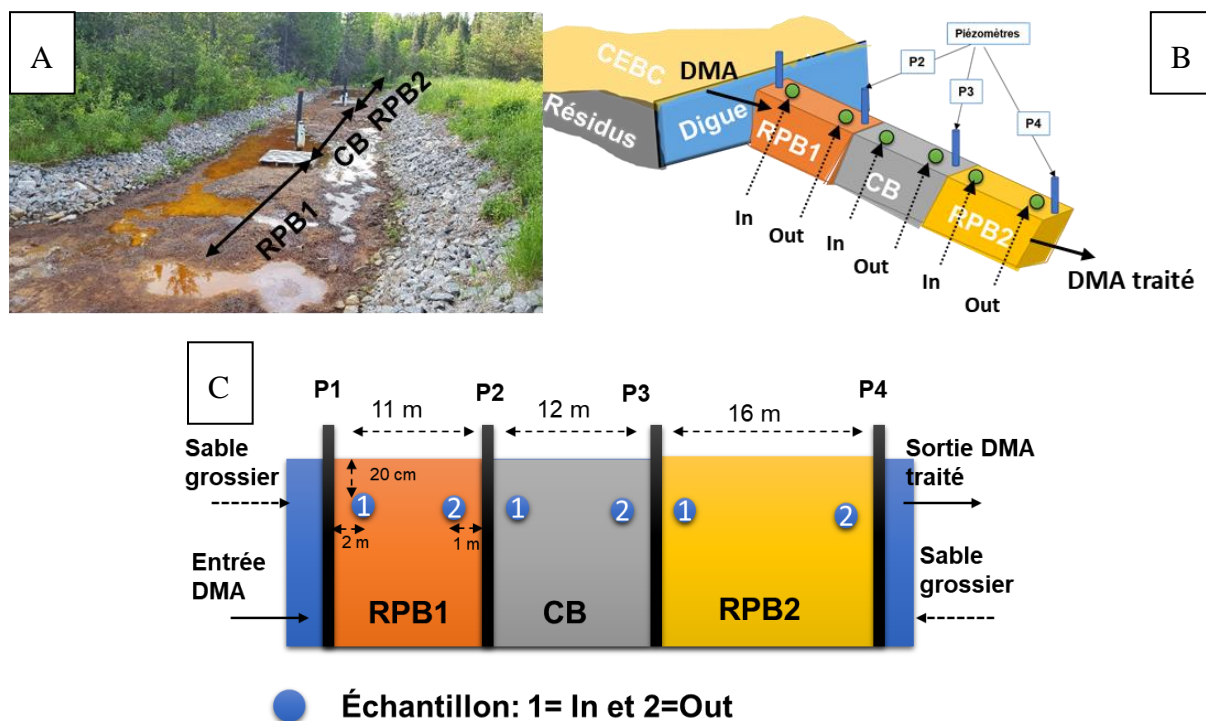 A
RPB1
CB
RPB2
B
Piézomètres
P2
P3
P4
CEBC
DMA
Résidus
Digue
RPB1
CB
RPB2
In
Out
In
Out
In
Out
DMA traité
C
P1
P2
P3
P4
11 m
12 m
16 m
Sable
grossier
20 cm
Sortie DMA
traité
1
2
1
2
1
2
2 m
1 m
Entrée
DMA
Sable
grossier
RPB1
CB
RPB2
Échantillon: 1= In et 2=Out